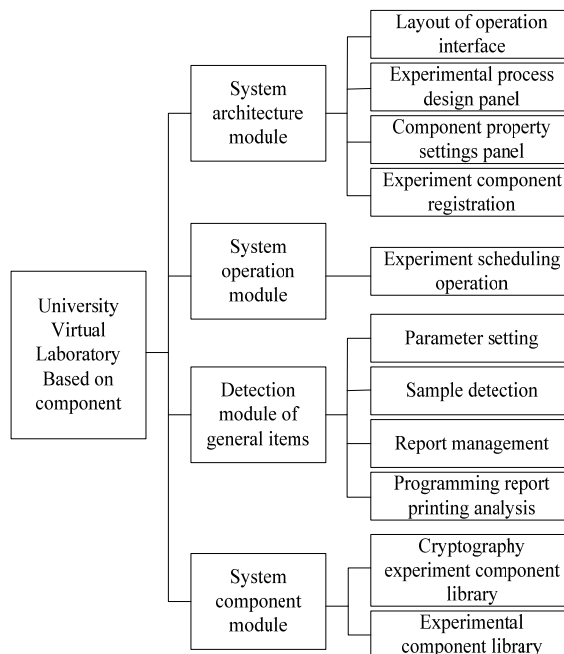 University
Virtual
Laboratory
Based on
component
System
architecture
module
Layout of operation
interface
Experimental process
design panel
Component property
settings panel
Experiment component
registration
System
operation
module
Experiment scheduling
operation
Detection
module of
general items
Parameter setting
Sample detection
Report management
Programming report
printing analysis
System
component
module
Cryptography
experiment component
library
Experimental
component library